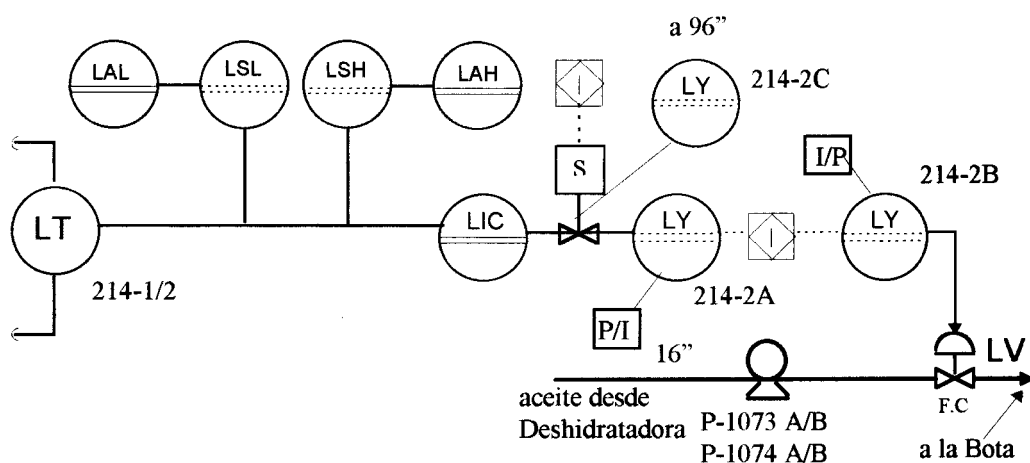 a 96”
LAL
LSL
LSH
LAH
I
LY
214-2C
S
I/P
214-2B
LT
LIC
LY
I
LY
214-1/2
214-2A
P/I
16”
LV
aceite desde
Deshidratadora
P-1073 A/B
P-1074 A/B
F.C
a la Bota